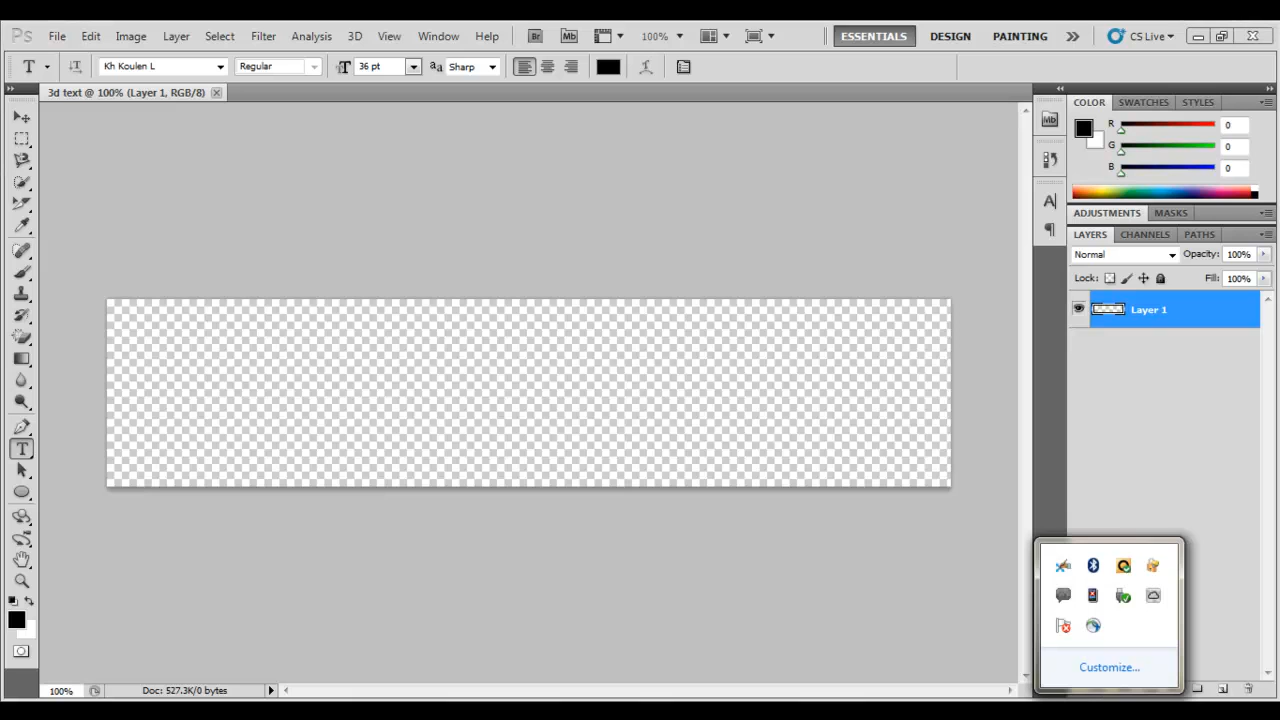 Ps File Edit Image Layer Select Filter Analysis 3D View Window Help Br Mb 100% ESSENTIALS DESIGN PAINTING CS Live
T Kh Koulen L Regular 36 pt Sharp
3d text @ 100% (Layer 1, RGB/8)
COLOR SWATCHES STYLES
R 0
G 0
B 0
ADJUSTMENTS MASKS
LAYERS CHANNELS PATHS
Normal Opacity: 100%
Lock: Fill: 100%
Layer 1
Customize...
100% Doc: 527.3K/0 bytes